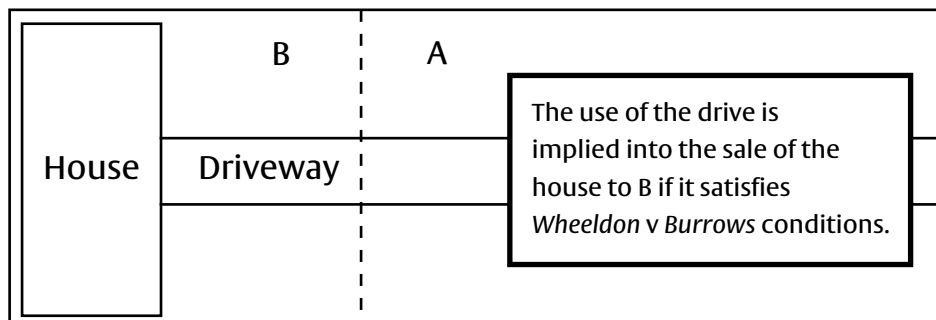 B
A
House
Driveway
The use of the drive is
implied into the sale of the
house to B if it satisfies
Wheeldon v Burrows conditions.